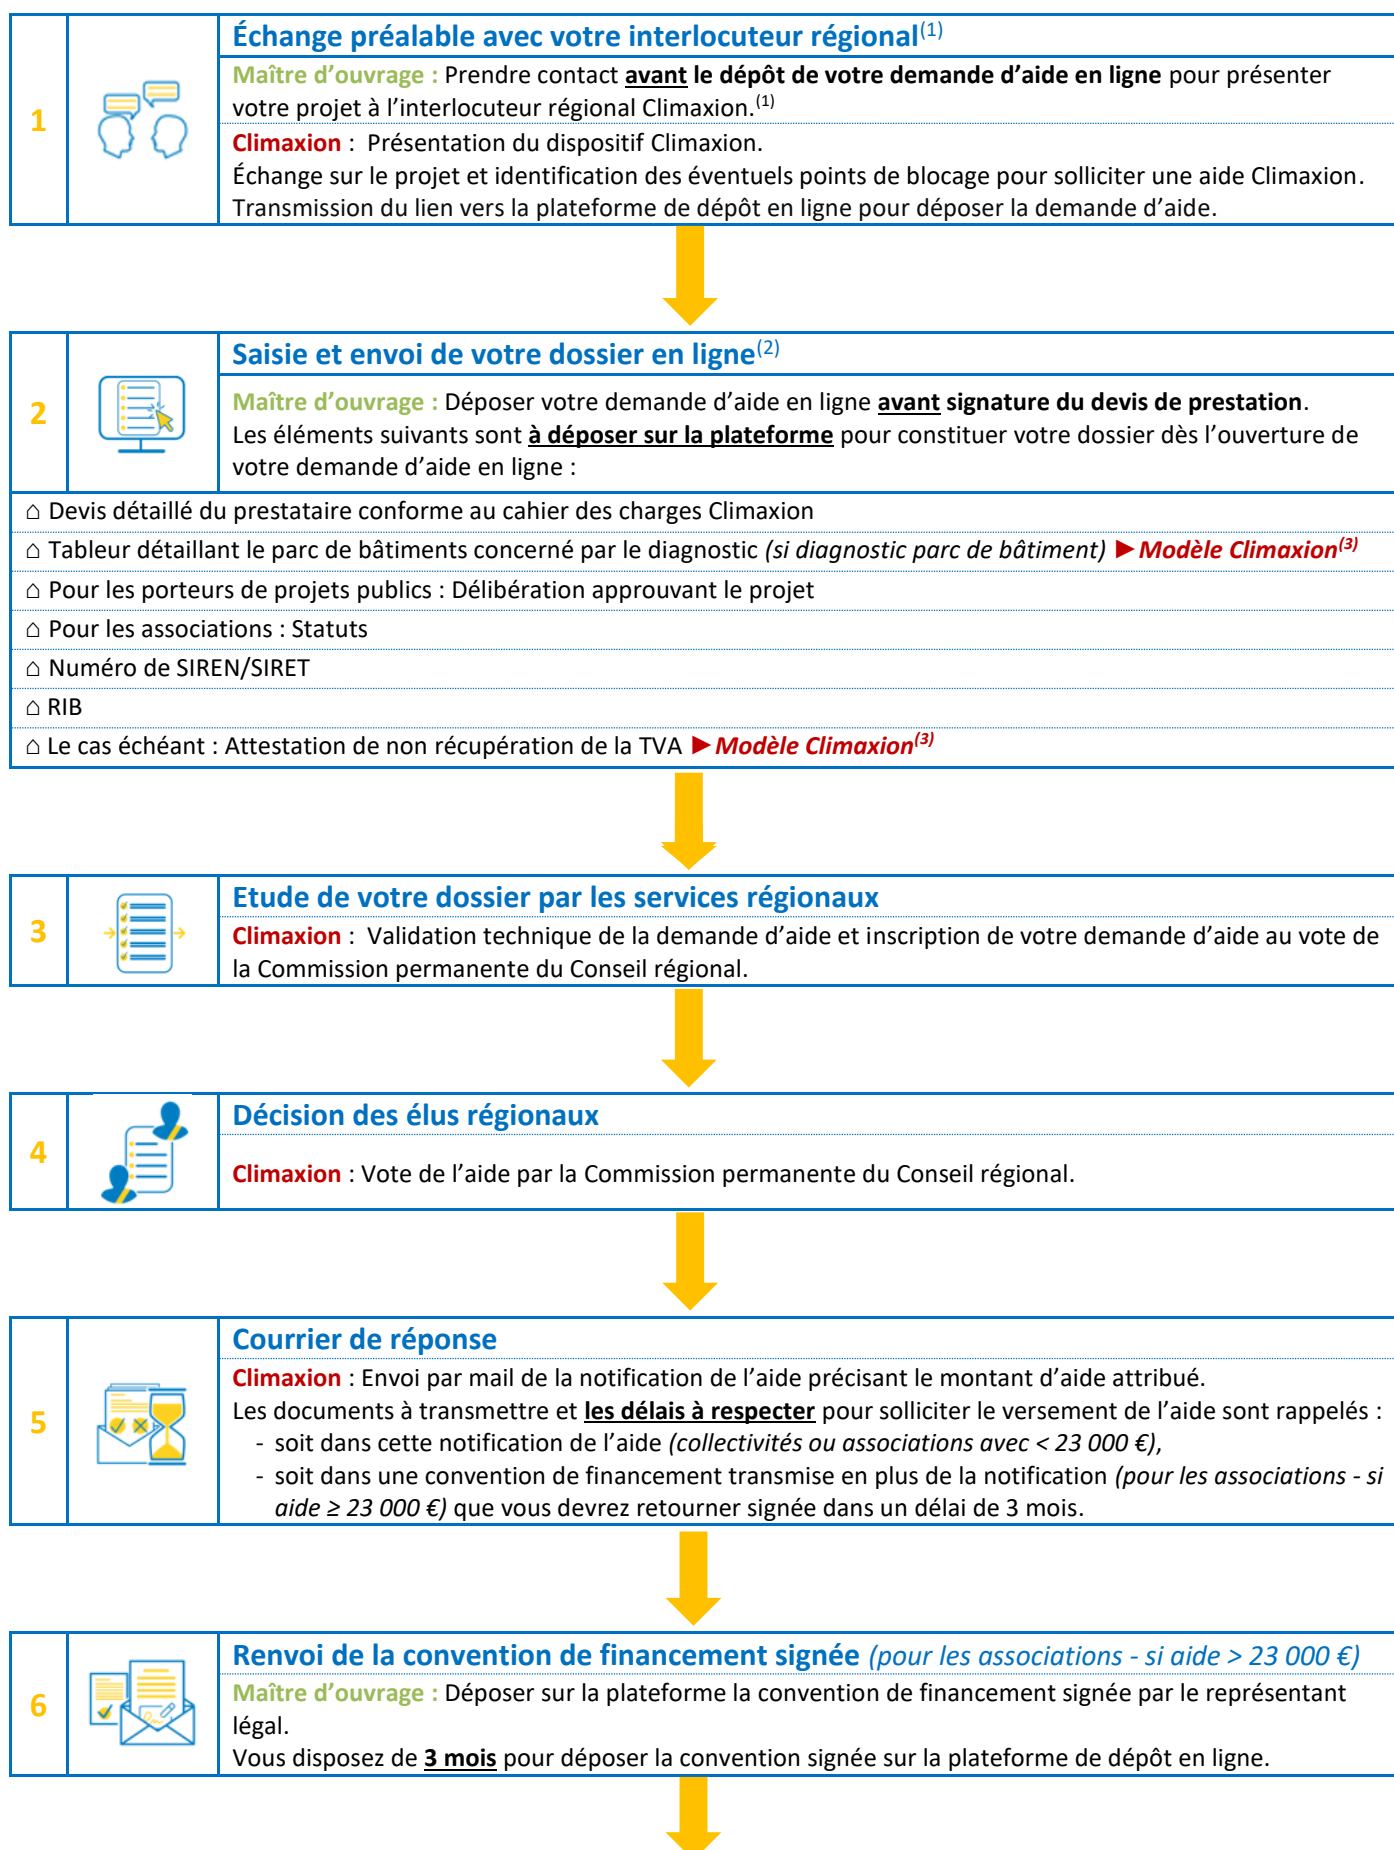 1
Échange préalable avec votre interlocuteur régional(1)
Maître d'ouvrage : Prendre contact avant le dépôt de votre demande d'aide en ligne pour présenter
votre projet à l'interlocuteur régional Climaxion.(1)
Climaxion : Présentation du dispositif Climaxion.
Échange sur le projet et identification des éventuels points de blocage pour solliciter une aide Climaxion.
Transmission du lien vers la plateforme de dépôt en ligne pour déposer la demande d'aide.
2
Saisie et envoi de votre dossier en ligne(2)
Maître d'ouvrage : Déposer votre demande d'aide en ligne avant signature du devis de prestation.
Les éléments suivants sont à déposer sur la plateforme pour constituer votre dossier dès l'ouverture de
votre demande d'aide en ligne :
⌂ Devis détaillé du prestataire conforme au cahier des charges Climaxion
⌂ Tableur détaillant le parc de bâtiments concerné par le diagnostic (si diagnostic parc de bâtiment) ►Modèle Climaxion(3)
⌂ Pour les porteurs de projets publics : Délibération approuvant le projet
⌂ Pour les associations : Statuts
⌂ Numéro de SIREN/SIRET
⌂ RIB
⌂ Le cas échéant : Attestation de non récupération de la TVA ►Modèle Climaxion(3)
3
Etude de votre dossier par les services régionaux
Climaxion : Validation technique de la demande d'aide et inscription de votre demande d'aide au vote de
la Commission permanente du Conseil régional.
4
Décision des élus régionaux
Climaxion : Vote de l'aide par la Commission permanente du Conseil régional.
5
Courrier de réponse
Climaxion : Envoi par mail de la notification de l'aide précisant le montant d'aide attribué.
Les documents à transmettre et les délais à respecter pour solliciter le versement de l'aide sont rappelés :
- soit dans cette notification de l'aide (collectivités ou associations avec < 23 000 €),
- soit dans une convention de financement transmise en plus de la notification (pour les associations - si
aide ≥ 23 000 €) que vous devrez retourner signée dans un délai de 3 mois.
6
Renvoi de la convention de financement signée (pour les associations - si aide > 23 000 €)
Maître d'ouvrage : Déposer sur la plateforme la convention de financement signée par le représentant
légal.
Vous disposez de 3 mois pour déposer la convention signée sur la plateforme de dépôt en ligne.